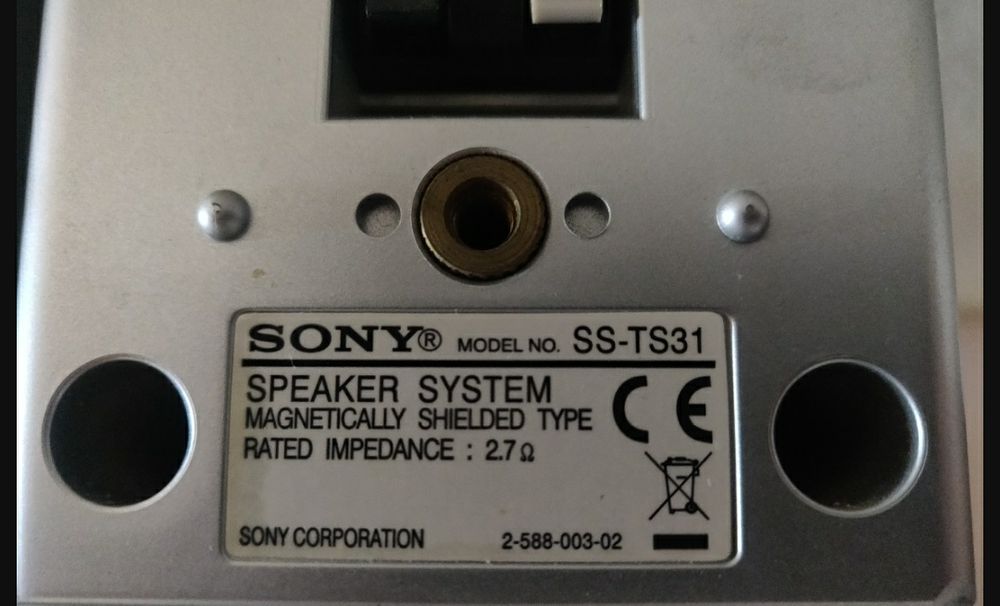 SONY® MODEL NO. SS-TS31
SPEAKER SYSTEM
MAGNETICALLY SHIELDED TYPE
RATED IMPEDANCE : 2.7Ω
CE
SONY CORPORATION 2-588-003-02